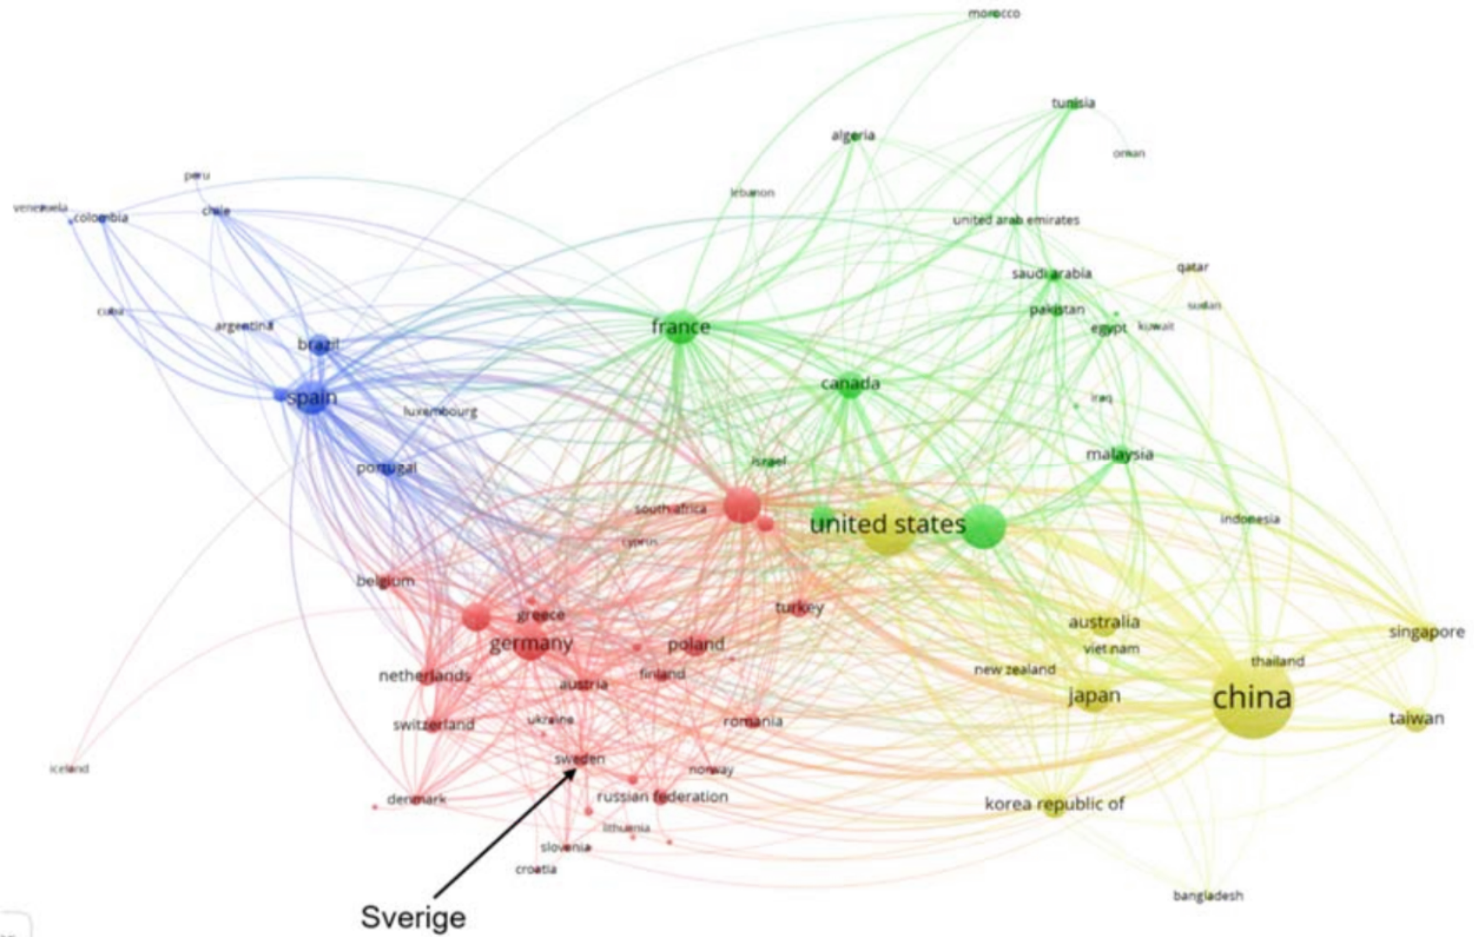 morocco
tunisia
algeria
oman
peru
lebanon
venezuela
colombia
chile
united arab emirates
qatar
saudi arabia
sudan
cuba
pakistan
argentina
france
egypt
kuwait
brazil
canada
spain
iraq
luxembourg
malaysia
portugal
israel
south africa
united states
indonesia
cyprus
belgium
turkey
greece
australia
singapore
germany
poland
viet nam
thailand
new zealand
netherlands
finland
austria
japan
china
switzerland
ukraine
romania
taiwan
sweden
iceland
norway
denmark
russian federation
korea republic of
lithuania
slovenia
croatia
bangladesh
Sverige